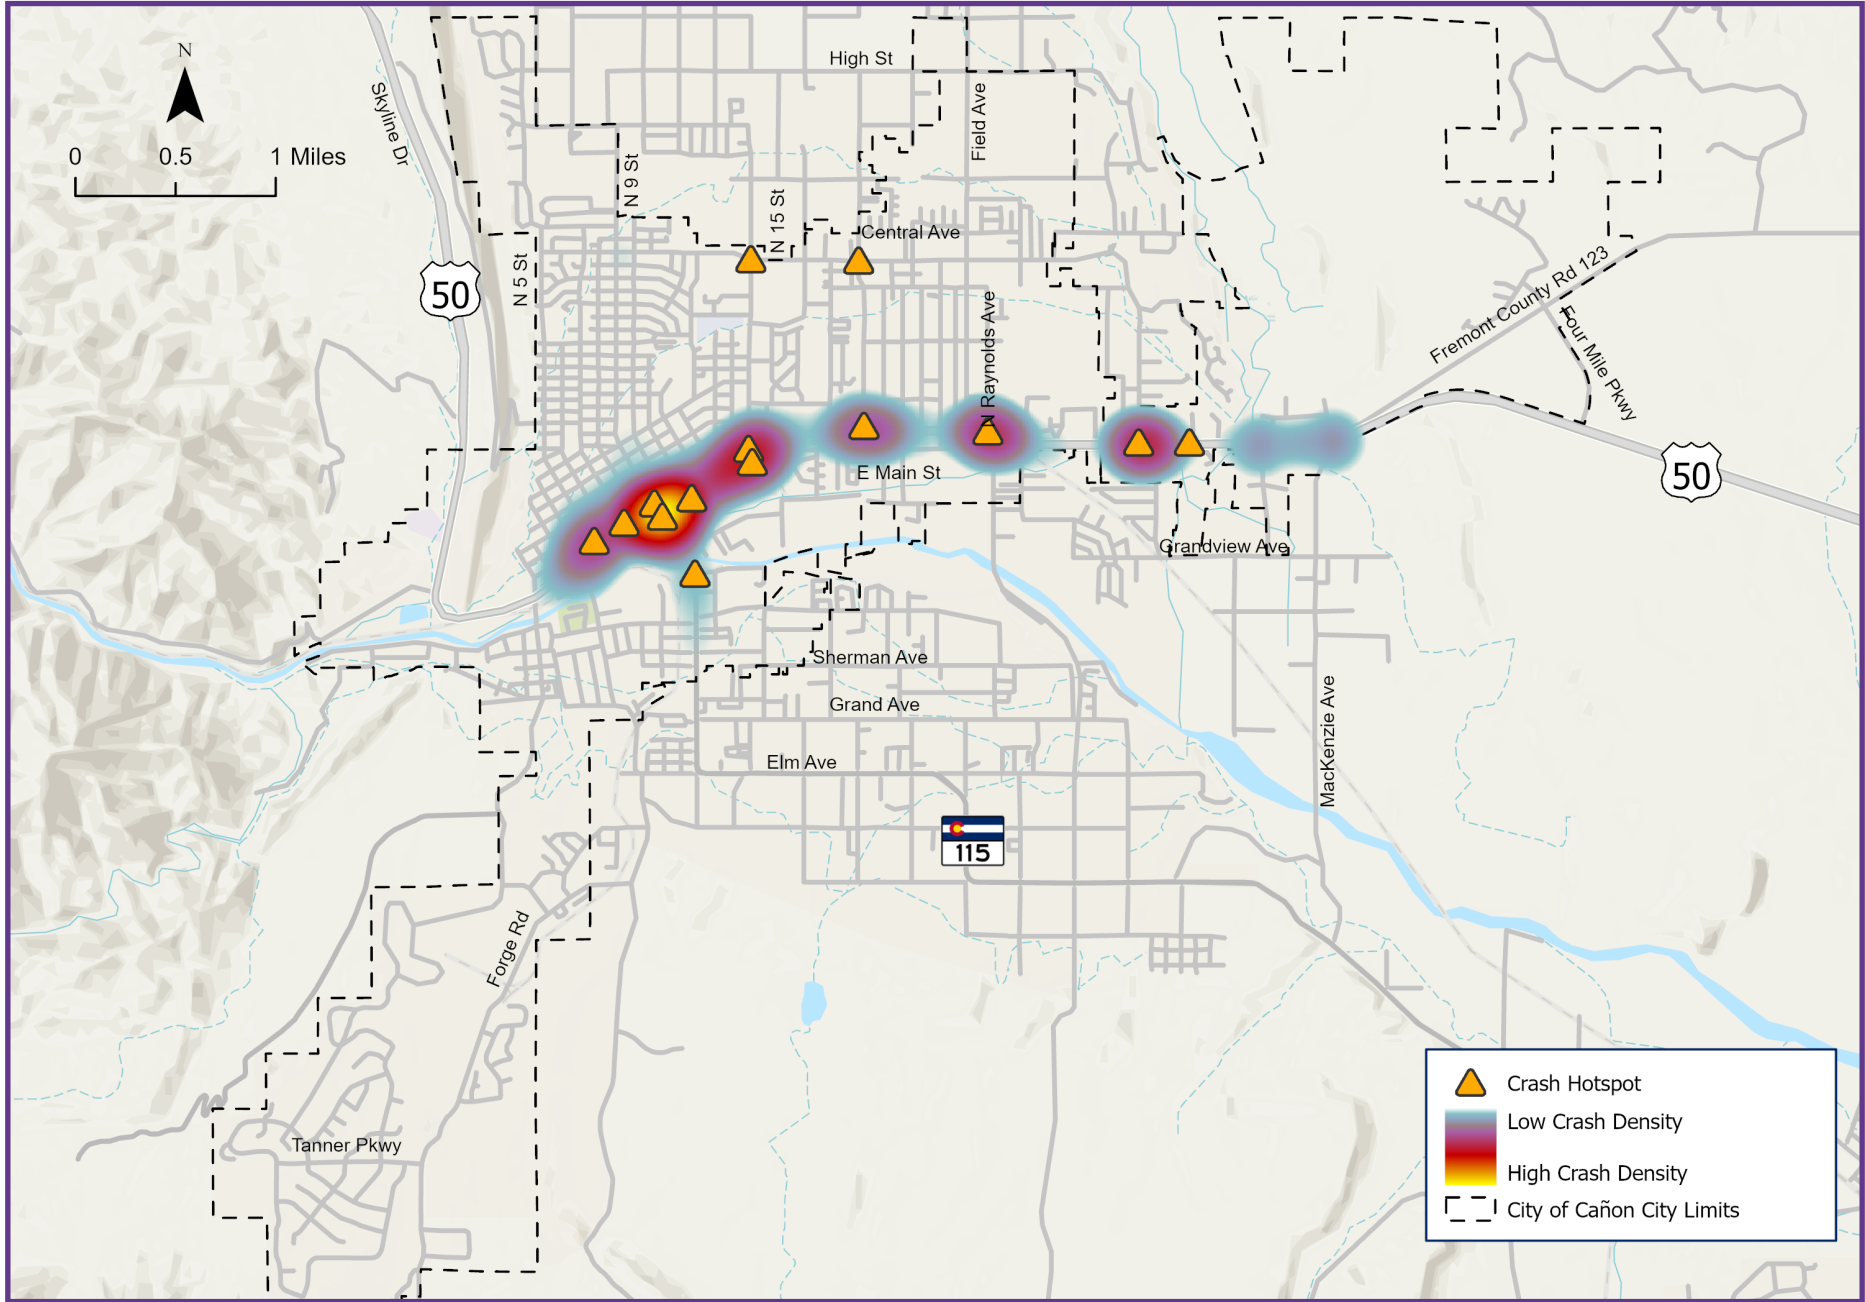 N
0 0.5 1 Miles
Skyline Dr
High St
Field Ave
N 9 St
N 15 St
Central Ave
N 5 St
50
N Raynolds Ave
Fremont County Rd 123
Four Mile Pkwy
E Main St
50
Grandview Ave
Sherman Ave
Grand Ave
MacKenzie Ave
Elm Ave
115
Forge Rd
Tanner Pkwy
Crash Hotspot
Low Crash Density
High Crash Density
City of Cañon City Limits